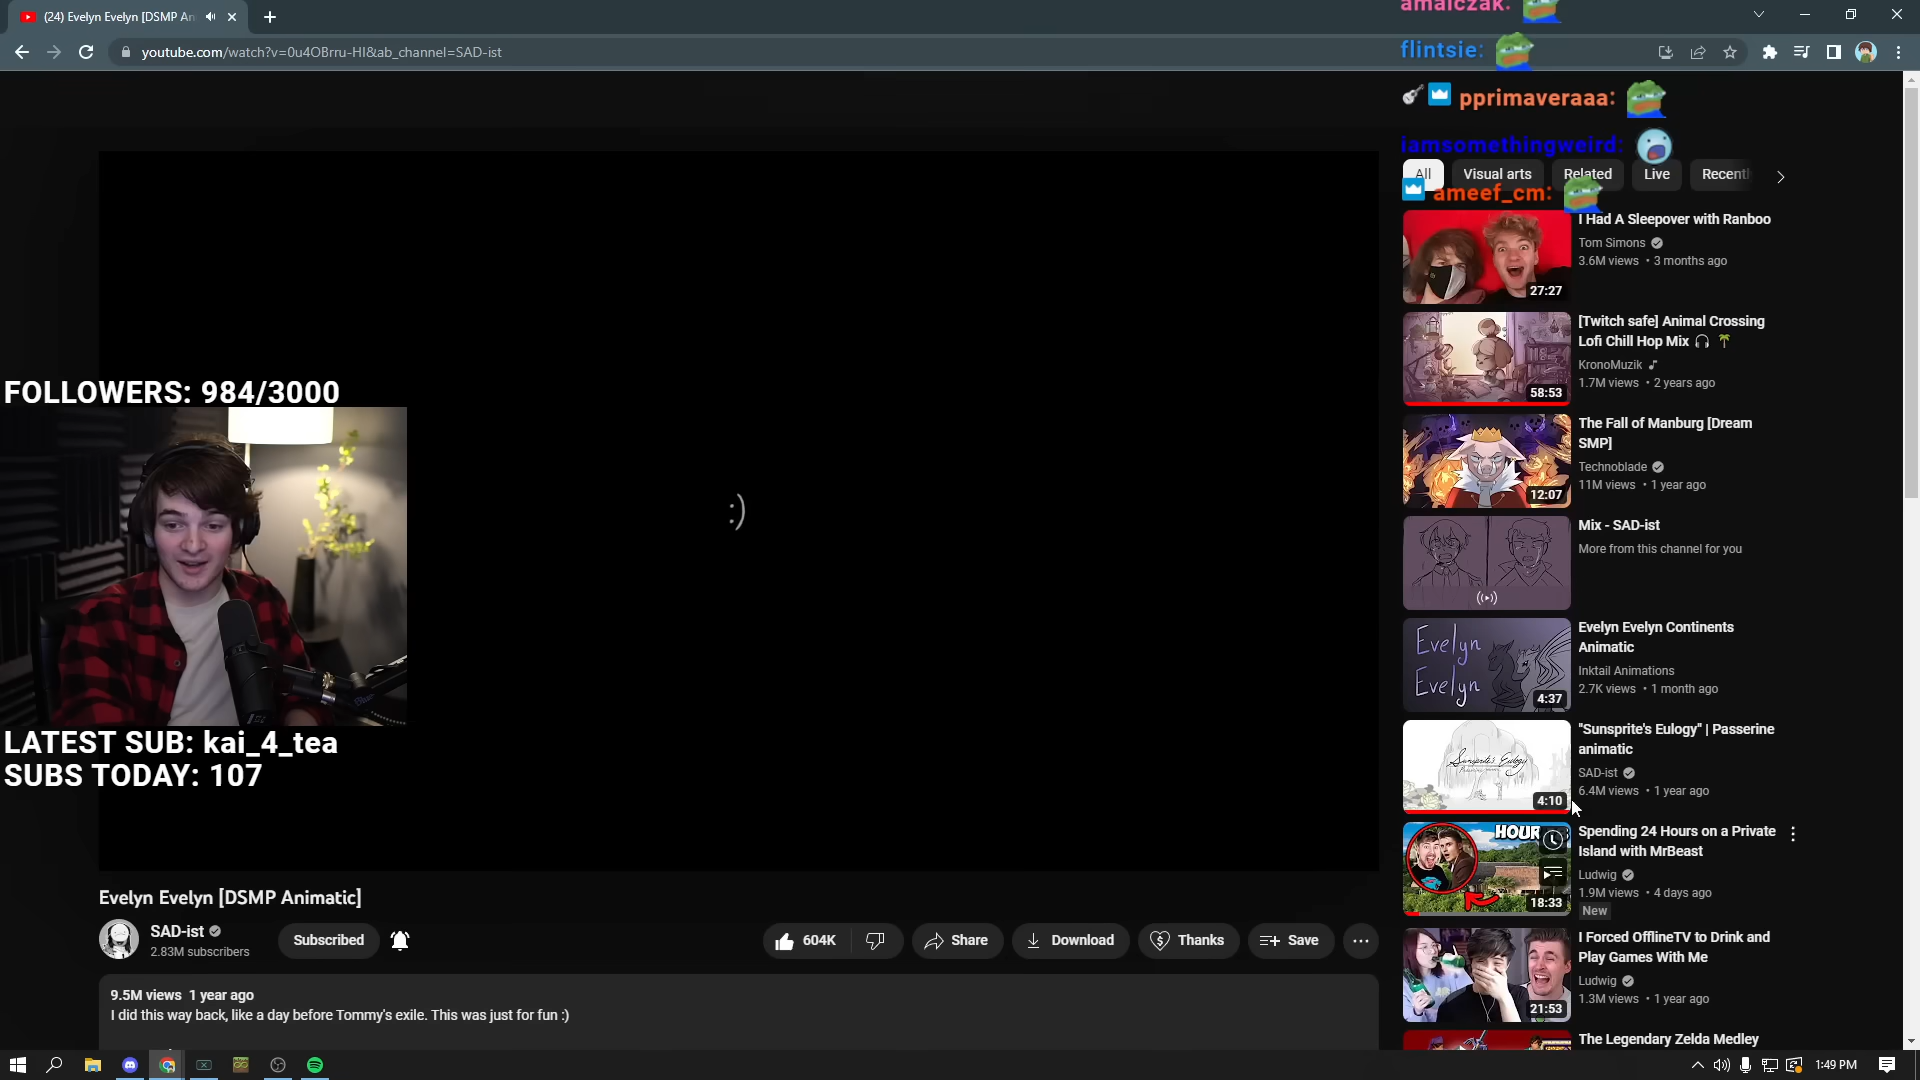 (24) Evelyn Evelyn [DSMP An
youtube.com/watch?v=0u4OBrru-HI&ab_channel=SAD-ist
amalczak:
flintsie:
pprimaveraaa:
iamsomethingweird:
ameef_cm:
All
Visual arts
Related
Live
Recently
FOLLOWERS: 984/3000
LATEST SUB: kai_4_tea
SUBS TODAY: 107
:)
Evelyn Evelyn [DSMP Animatic]
SAD-ist
2.83M subscribers
Subscribed
604K
Share
Download
Thanks
Save
9.5M views 1 year ago
I did this way back, like a day before Tommy's exile. This was just for fun :)
I Had A Sleepover with Ranboo
Tom Simons
3.6M views • 3 months ago
27:27
[Twitch safe] Animal Crossing
Lofi Chill Hop Mix 🎧 🌴
KronoMuzik
1.7M views • 2 years ago
58:53
The Fall of Manburg [Dream
SMP]
Technoblade
11M views • 1 year ago
12:07
Mix - SAD-ist
More from this channel for you
Evelyn
Evelyn
4:37
Evelyn Evelyn Continents
Animatic
Inktail Animations
2.7K views • 1 month ago
Sunsprite's Eulogy
4:10
"Sunsprite's Eulogy" | Passerine
animatic
SAD-ist
6.4M views • 1 year ago
HOUR
18:33
Spending 24 Hours on a Private
Island with MrBeast
Ludwig
1.9M views • 4 days ago
New
I Forced OfflineTV to Drink and
Play Games With Me
Ludwig
1.3M views • 1 year ago
21:53
The Legendary Zelda Medley
1:49 PM